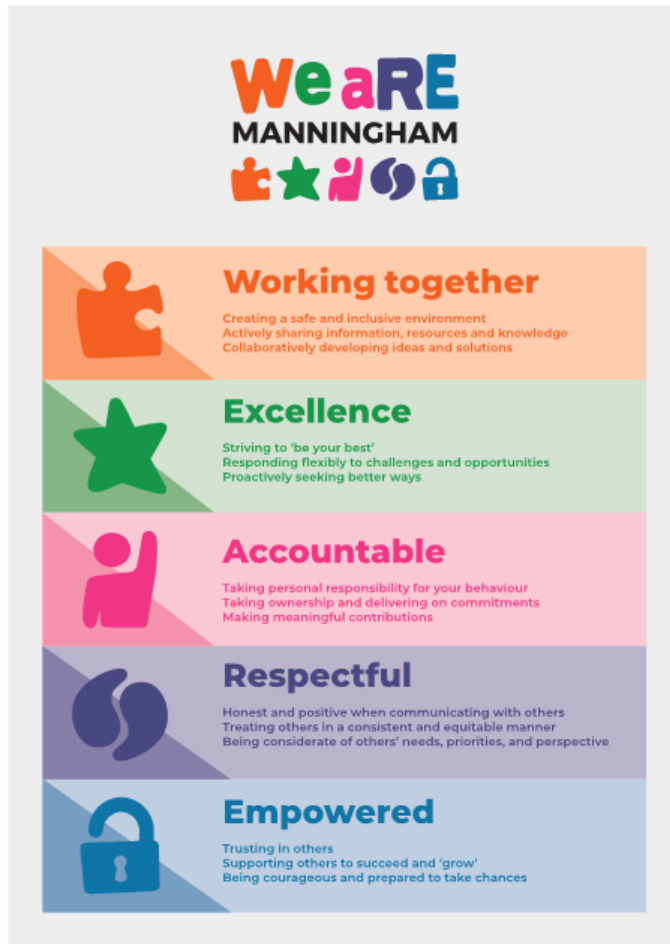 We aRE
MANNINGHAM
Working together
Creating a safe and inclusive environment
Actively sharing information, resources and knowledge
Collaboratively developing ideas and solutions
Excellence
Striving to 'be your best'
Responding flexibly to challenges and opportunities
Proactively seeking better ways
Accountable
Taking personal responsibility for your behaviour
Taking ownership and delivering on commitments
Making meaningful contributions
Respectful
Honest and positive when communicating with others
Treating others in a consistent and equitable manner
Being considerate of others' needs, priorities, and perspective
Empowered
Trusting in others
Supporting others to succeed and 'grow'
Being courageous and prepared to take chances